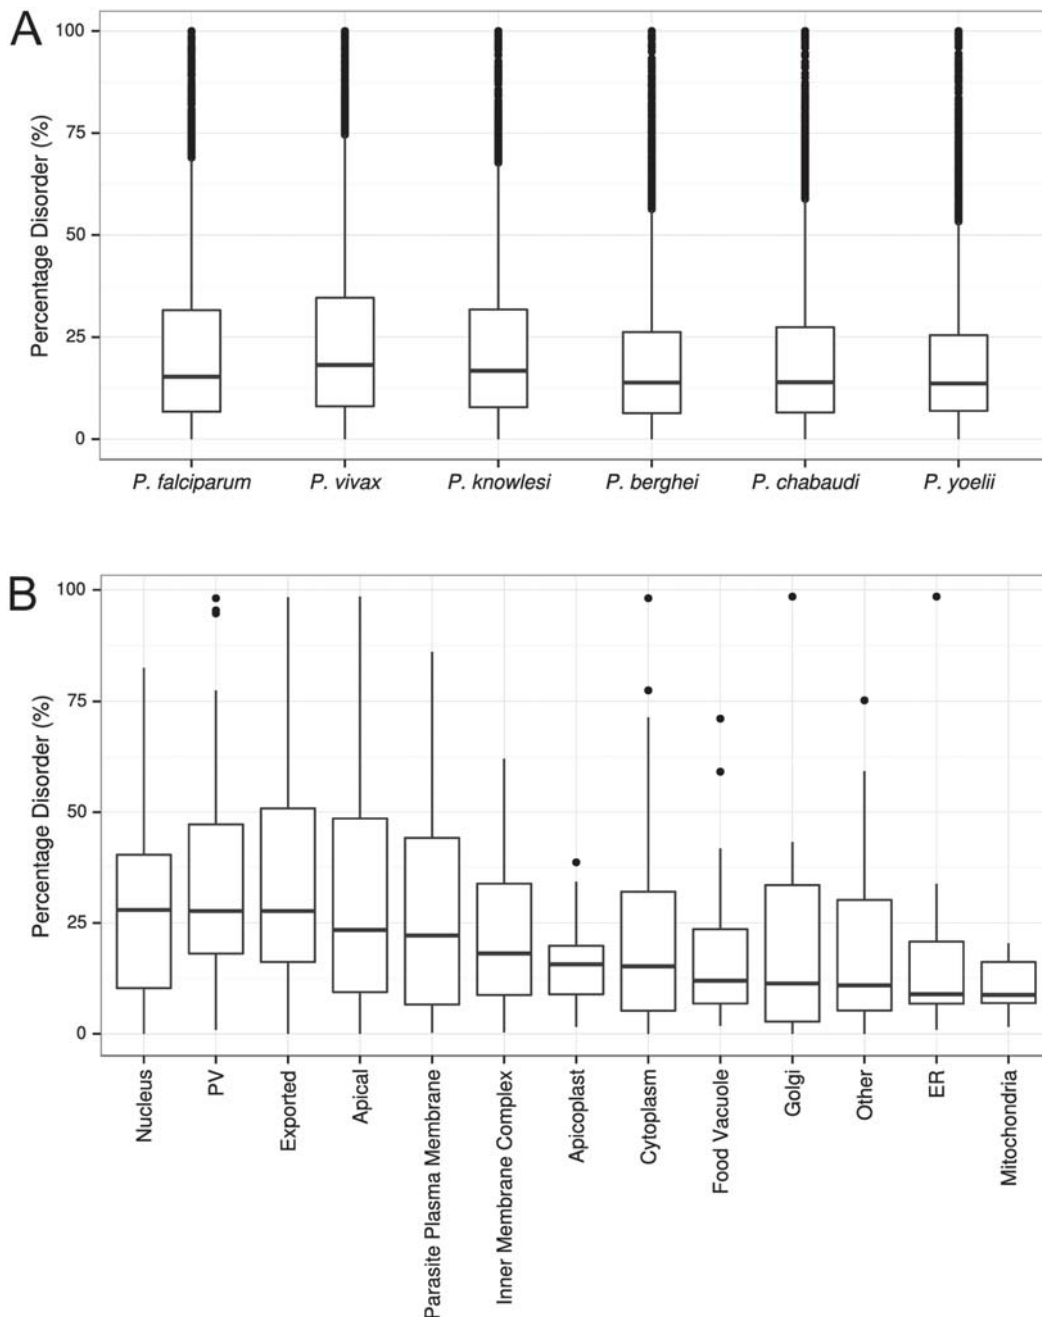 A
Percentage Disorder (%)
100
75
50
25
0
P. falciparum P. vivax P. knowlesi P. berghei P. chabaudi P. yoelii
B
Percentage Disorder (%)
100
75
50
25
0
Nucleus
PV
Exported
Apical
Parasite Plasma Membrane
Inner Membrane Complex
Apicoplast
Cytoplasm
Food Vacuole
Golgi
Other
ER
Mitochondria